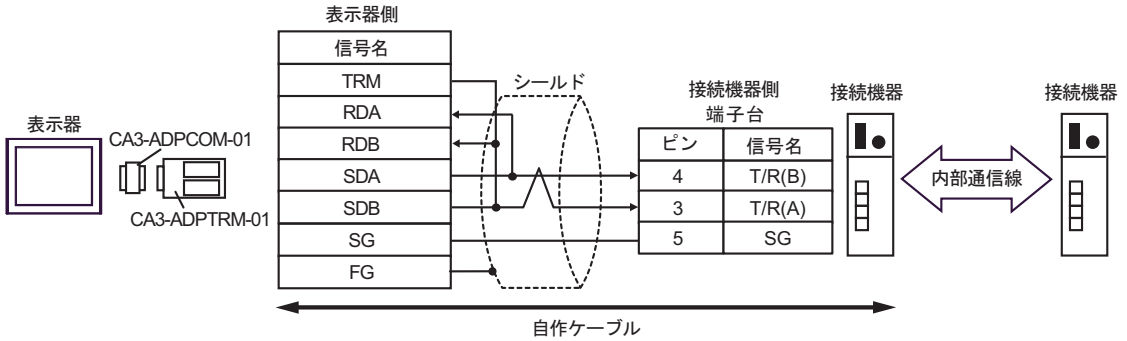 表示器側
信号名
TRM
RDA
RDB
SDA
SDB
SG
FG
シールド
接続機器側
端子台
ピン 信号名
4 T/R(B)
3 T/R(A)
5 SG
接続機器
接続機器
表示器
CA3-ADPCOM-01
CA3-ADPTRM-01
内部通信線
自作ケーブル